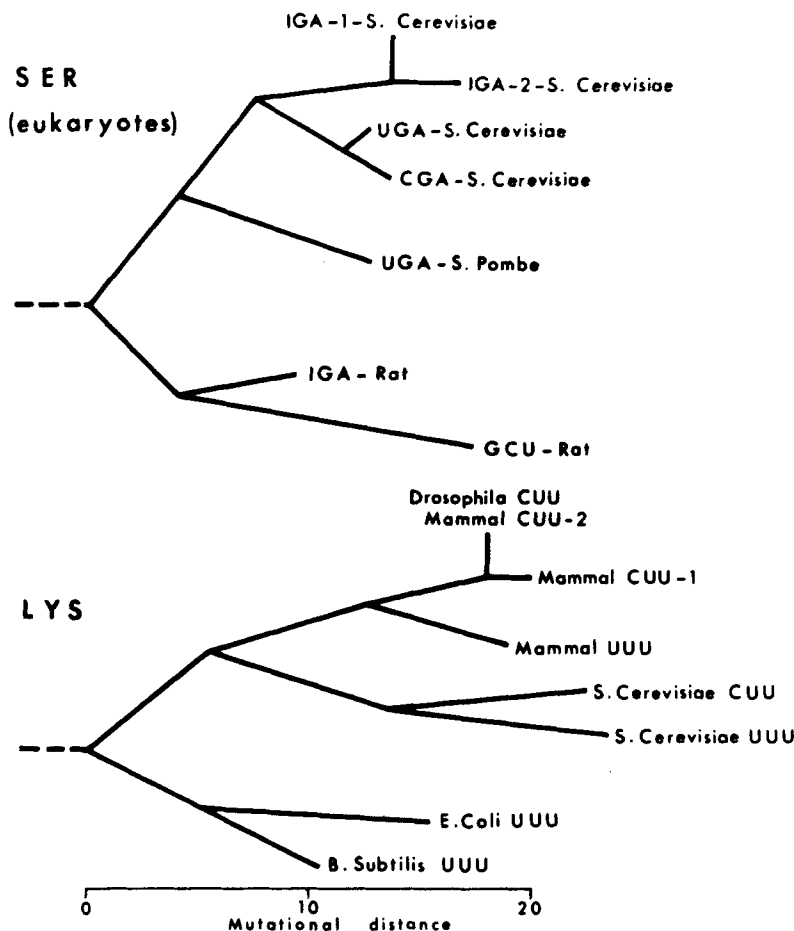 IGA-1-S. Cerevisiae
SER
(eukaryotes)
IGA-2-S. Cerevisiae
UGA-S. Cerevisiae
CGA-S. Cerevisiae
UGA-S. Pombe
IGA-Rat
GCU-Rat
Drosophila CUU
Mammal CUU-2
Mammal CUU-1
LYS
Mammal UUU
S. Cerevisiae CUU
S. Cerevisiae UUU
E. Coli UUU
B. Subtilis UUU
0 10 20
Mutational distance